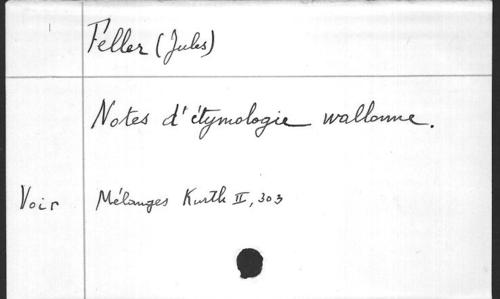 Feller (Jules)
Notes d'étymologie wallonne.
Voir Mélanges Kurth II, 303